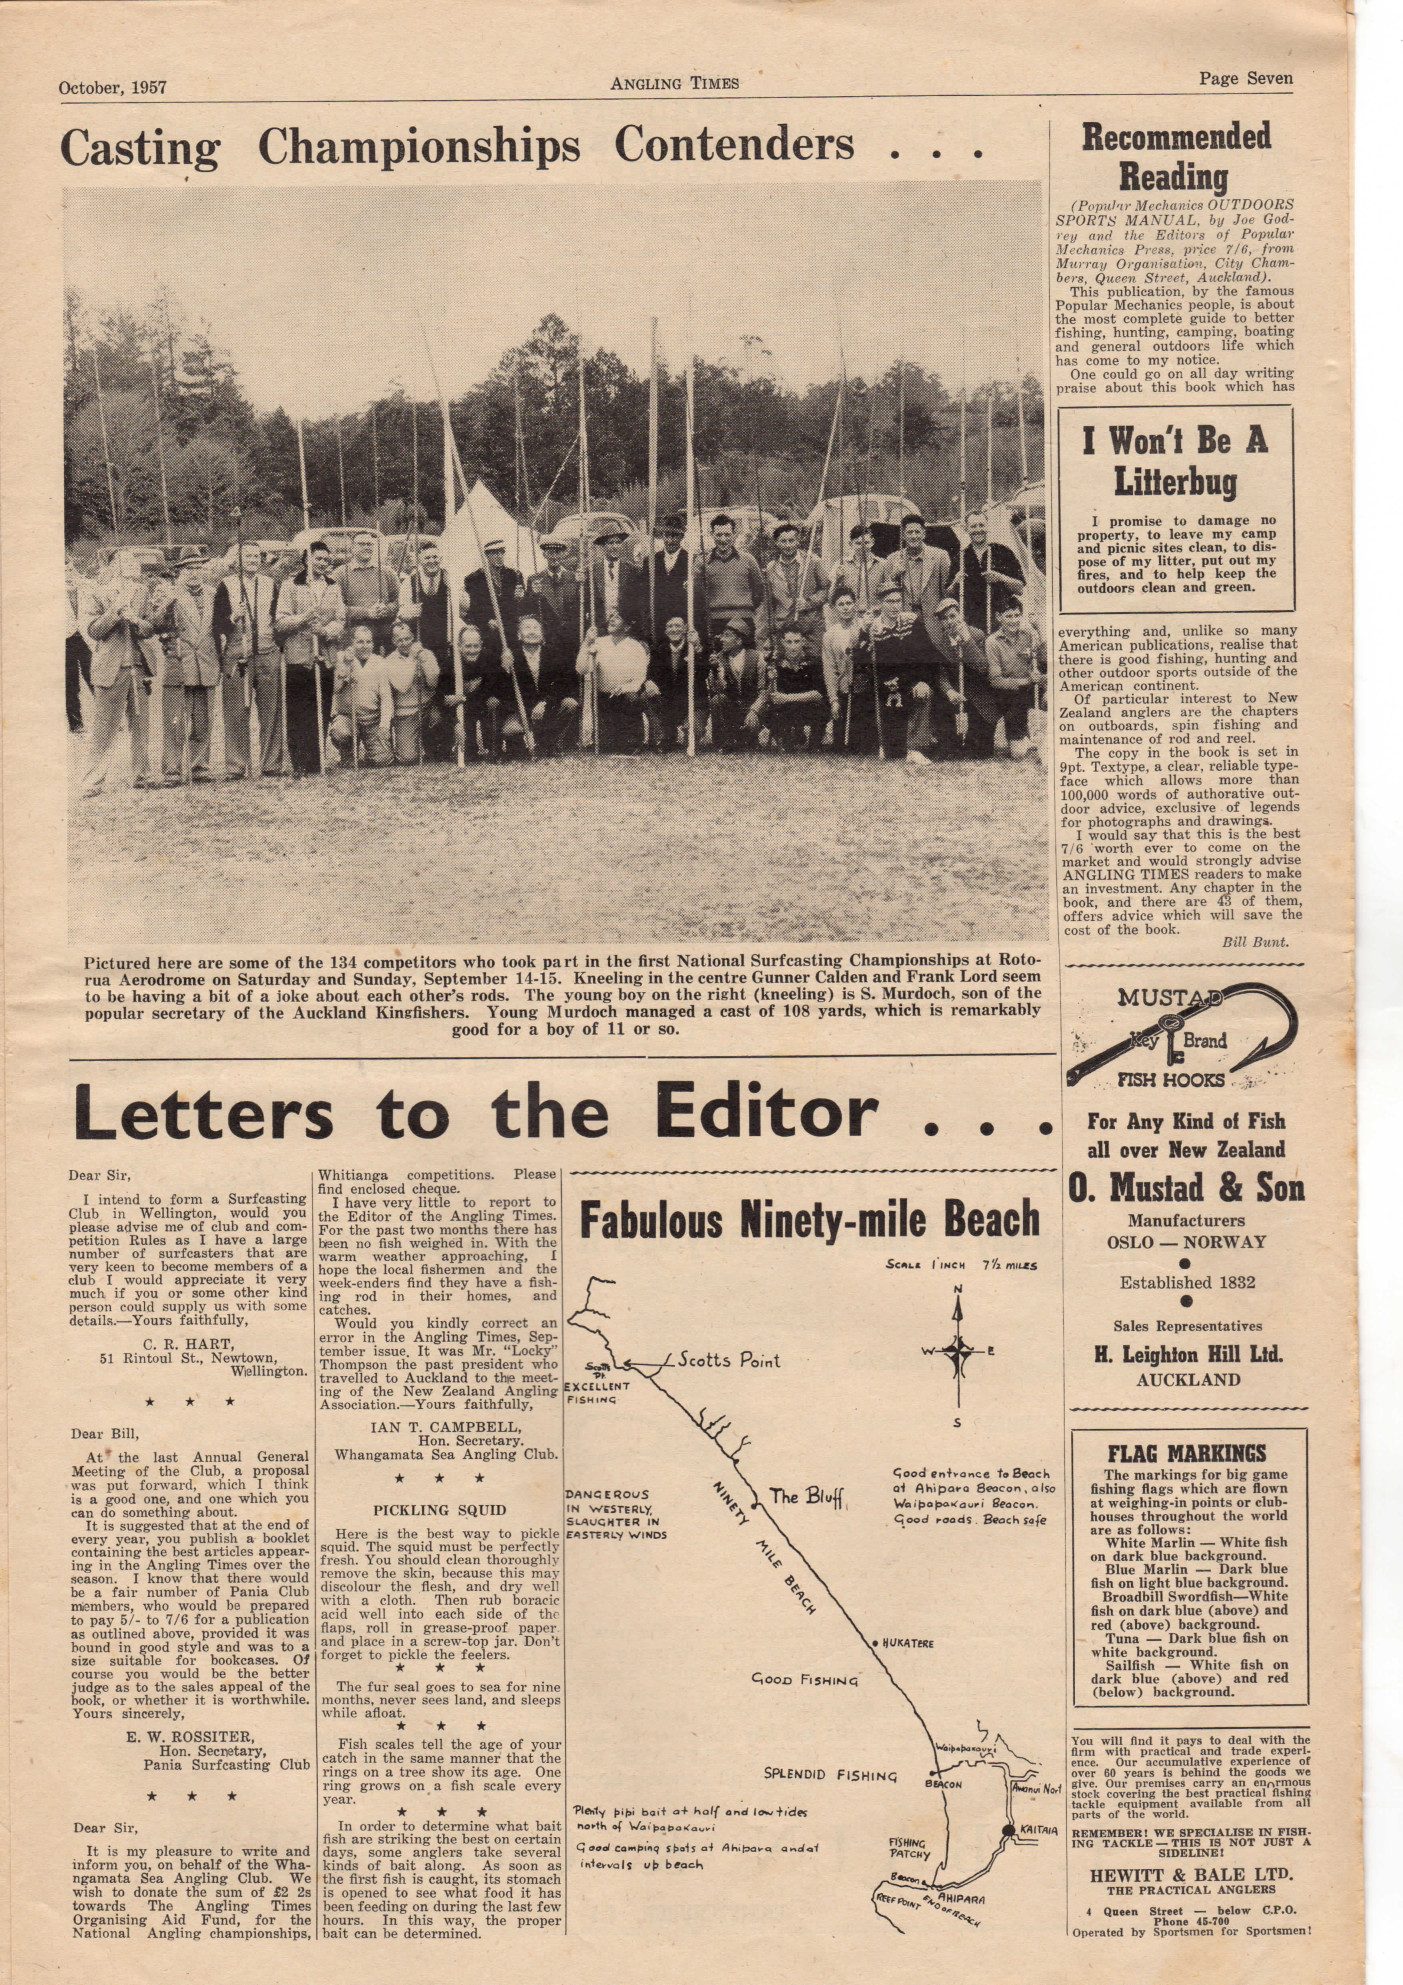 October, 1957
ANGLING TIMES
Page Seven
Casting Championships Contenders . . .
Pictured here are some of the 134 competitors who took part in the first National Surfcasting Championships at Roto-
rua Aerodrome on Saturday and Sunday, September 14-15. Kneeling in the centre Gunner Calden and Frank Lord seem
to be having a bit of a joke about each other's rods. The young boy on the right (kneeling) is S. Murdoch, son of the
popular secretary of the Auckland Kingfishers. Young Murdoch managed a cast of 108 yards, which is remarkably
good for a boy of 11 or so.
Letters to the Editor . . .
Dear Sir,
I intend to form a Surfcasting
Club in Wellington, would you
please advise me of club and com-
petition Rules as I have a large
number of surfcasters that are
very keen to become members of a
club I would appreciate it very
much if you or some other kind
person could supply us with some
details.—Yours faithfully,
C. R. HART,
51 Rintoul St., Newtown,
Wellington.
★ ★ ★
Dear Bill,
At the last Annual General
Meeting of the Club, a proposal
was put forward, which I think
is a good one, and one which you
can do something about.
It is suggested that at the end of
every year, you publish a booklet
containing the best articles appear-
ing in the Angling Times over the
season. I know that there would
be a fair number of Pania Club
members, who would be prepared
to pay 5/- to 7/6 for a publication
as outlined above, provided it was
bound in good style and was to a
size suitable for bookcases. Of
course you would be the better
judge as to the sales appeal of the
book, or whether it is worthwhile.
Yours sincerely,
E. W. ROSSITER,
Hon. Secretary,
Pania Surfcasting Club
★ ★ ★
Dear Sir,
It is my pleasure to write and
inform you, on behalf of the Wha-
ngamata Sea Angling Club. We
wish to donate the sum of £2 2s
towards The Angling Times
Organising Aid Fund, for the
National Angling championships,
Whitianga competitions. Please
find enclosed cheque.
I have very little to report to
the Editor of the Angling Times.
For the past two months there has
been no fish weighed in. With the
warm weather approaching, I
hope the local fishermen and the
week-enders find they have a fish-
ing rod in their homes, and
catches.
Would you kindly correct an
error in the Angling Times, Sep-
tember issue. It was Mr. "Locky"
Thompson the past president who
travelled to Auckland to the meet-
ing of the New Zealand Angling
Association.—Yours faithfully,
IAN T. CAMPBELL,
Hon. Secretary.
Whangamata Sea Angling Club.
★ ★ ★
PICKLING SQUID
Here is the best way to pickle
squid. The squid must be perfectly
fresh. You should clean thoroughly
remove the skin, because this may
discolour the flesh, and dry well
with a cloth. Then rub boracic
acid well into each side of the
flaps, roll in grease-proof paper
and place in a screw-top jar. Don't
forget to pickle the feelers.
★ ★ ★
The fur seal goes to sea for nine
months, never sees land, and sleeps
while afloat.
★ ★ ★
Fish scales tell the age of your
catch in the same manner that the
rings on a tree show its age. One
ring grows on a fish scale every
year.
★ ★ ★
In order to determine what bait
fish are striking the best on certain
days, some anglers take several
kinds of bait along. As soon as
the first fish is caught, its stomach
is opened to see what food it has
been feeding on during the last few
hours. In this way, the proper
bait can be determined.
Fabulous Ninety-mile Beach
SCALE 1 INCH 7½ MILES
N
W E
S
Scotts Point
Scotts
Pt.
EXCELLENT
FISHING
NINETY MILE BEACH
The Bluff
Good entrance to Beach
at Ahipara Beacon, also
Waipapakauri Beacon.
Good roads. Beach safe
DANGEROUS
IN WESTERLY,
SLAUGHTER IN
EASTERLY WINDS
HUKATERE
GOOD FISHING
Waipapakauri
SPLENDID FISHING
BEACON
Awanui Nort
Plenty pipi bait at half and low tides
north of Waipapakauri
KAITAIA
Good camping spots at Ahipara and at
intervals up beach
FISHING
PATCHY
Beacon
AHIPARA
REEF POINT
END OF BEACH
Recommended
Reading
(Popular Mechanics OUTDOORS
SPORTS MANUAL, by Joe God-
frey and the Editors of Popular
Mechanics Press, price 7/6, from
Murray Organisation, City Cham-
bers, Queen Street, Auckland).
This publication, by the famous
Popular Mechanics people, is about
the most complete guide to better
fishing, hunting, camping, boating
and general outdoors life which
has come to my notice.
One could go on all day writing
praise about this book which has
I Won't Be A
Litterbug
I promise to damage no
property, to leave my camp
and picnic sites clean, to dis-
pose of my litter, put out my
fires, and to help keep the
outdoors clean and green.
everything and, unlike so many
American publications, realise that
there is good fishing, hunting and
other outdoor sports outside of the
American continent.
Of particular interest to New
Zealand anglers are the chapters
on outboards, spin fishing and
maintenance of rod and reel.
The copy in the book is set in
9pt. Textype, a clear, reliable type-
face which allows more than
100,000 words of authorative out-
door advice, exclusive of legends
for photographs and drawings.
I would say that this is the best
7/6 worth ever to come on the
market and would strongly advise
ANGLING TIMES readers to make
an investment. Any chapter in the
book, and there are 43 of them,
offers advice which will save the
cost of the book.
Bill Bunt.
MUSTAD
Key Brand
FISH HOOKS
For Any Kind of Fish
all over New Zealand
O. Mustad & Son
Manufacturers
OSLO — NORWAY
Established 1832
Sales Representatives
H. Leighton Hill Ltd.
AUCKLAND
FLAG MARKINGS
The markings for big game
fishing flags which are flown
at weighing-in points or club-
houses throughout the world
are as follows:
White Marlin — White fish
on dark blue background.
Blue Marlin — Dark blue
fish on light blue background.
Broadbill Swordfish—White
fish on dark blue (above) and
red (above) background.
Tuna — Dark blue fish on
white background.
Sailfish — White fish on
dark blue (above) and red
(below) background.
You will find it pays to deal with the
firm with practical and trade experi-
ence. Our accumulative experience of
over 60 years is behind the goods we
give. Our premises carry an enormous
stock covering the best practical fishing
tackle equipment available from all
parts of the world.
REMEMBER! WE SPECIALISE IN FISH-
ING TACKLE — THIS IS NOT JUST A
SIDELINE!
HEWITT & BALE LTD.
THE PRACTICAL ANGLERS
4 Queen Street — below C.P.O.
Phone 45-700
Operated by Sportsmen for Sportsmen!